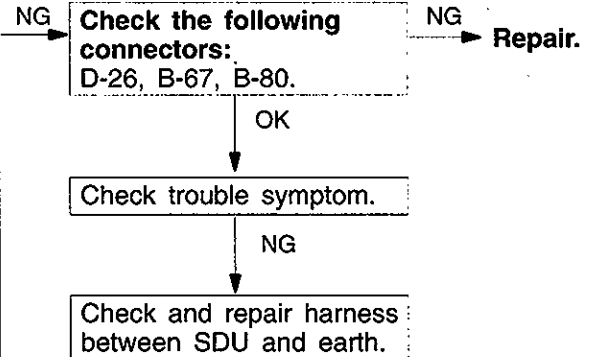 NG
Check the following
connectors:
D-26, B-67, B-80.
NG
Repair.
OK
Check trouble symptom.
NG
Check and repair harness
between SDU and earth.